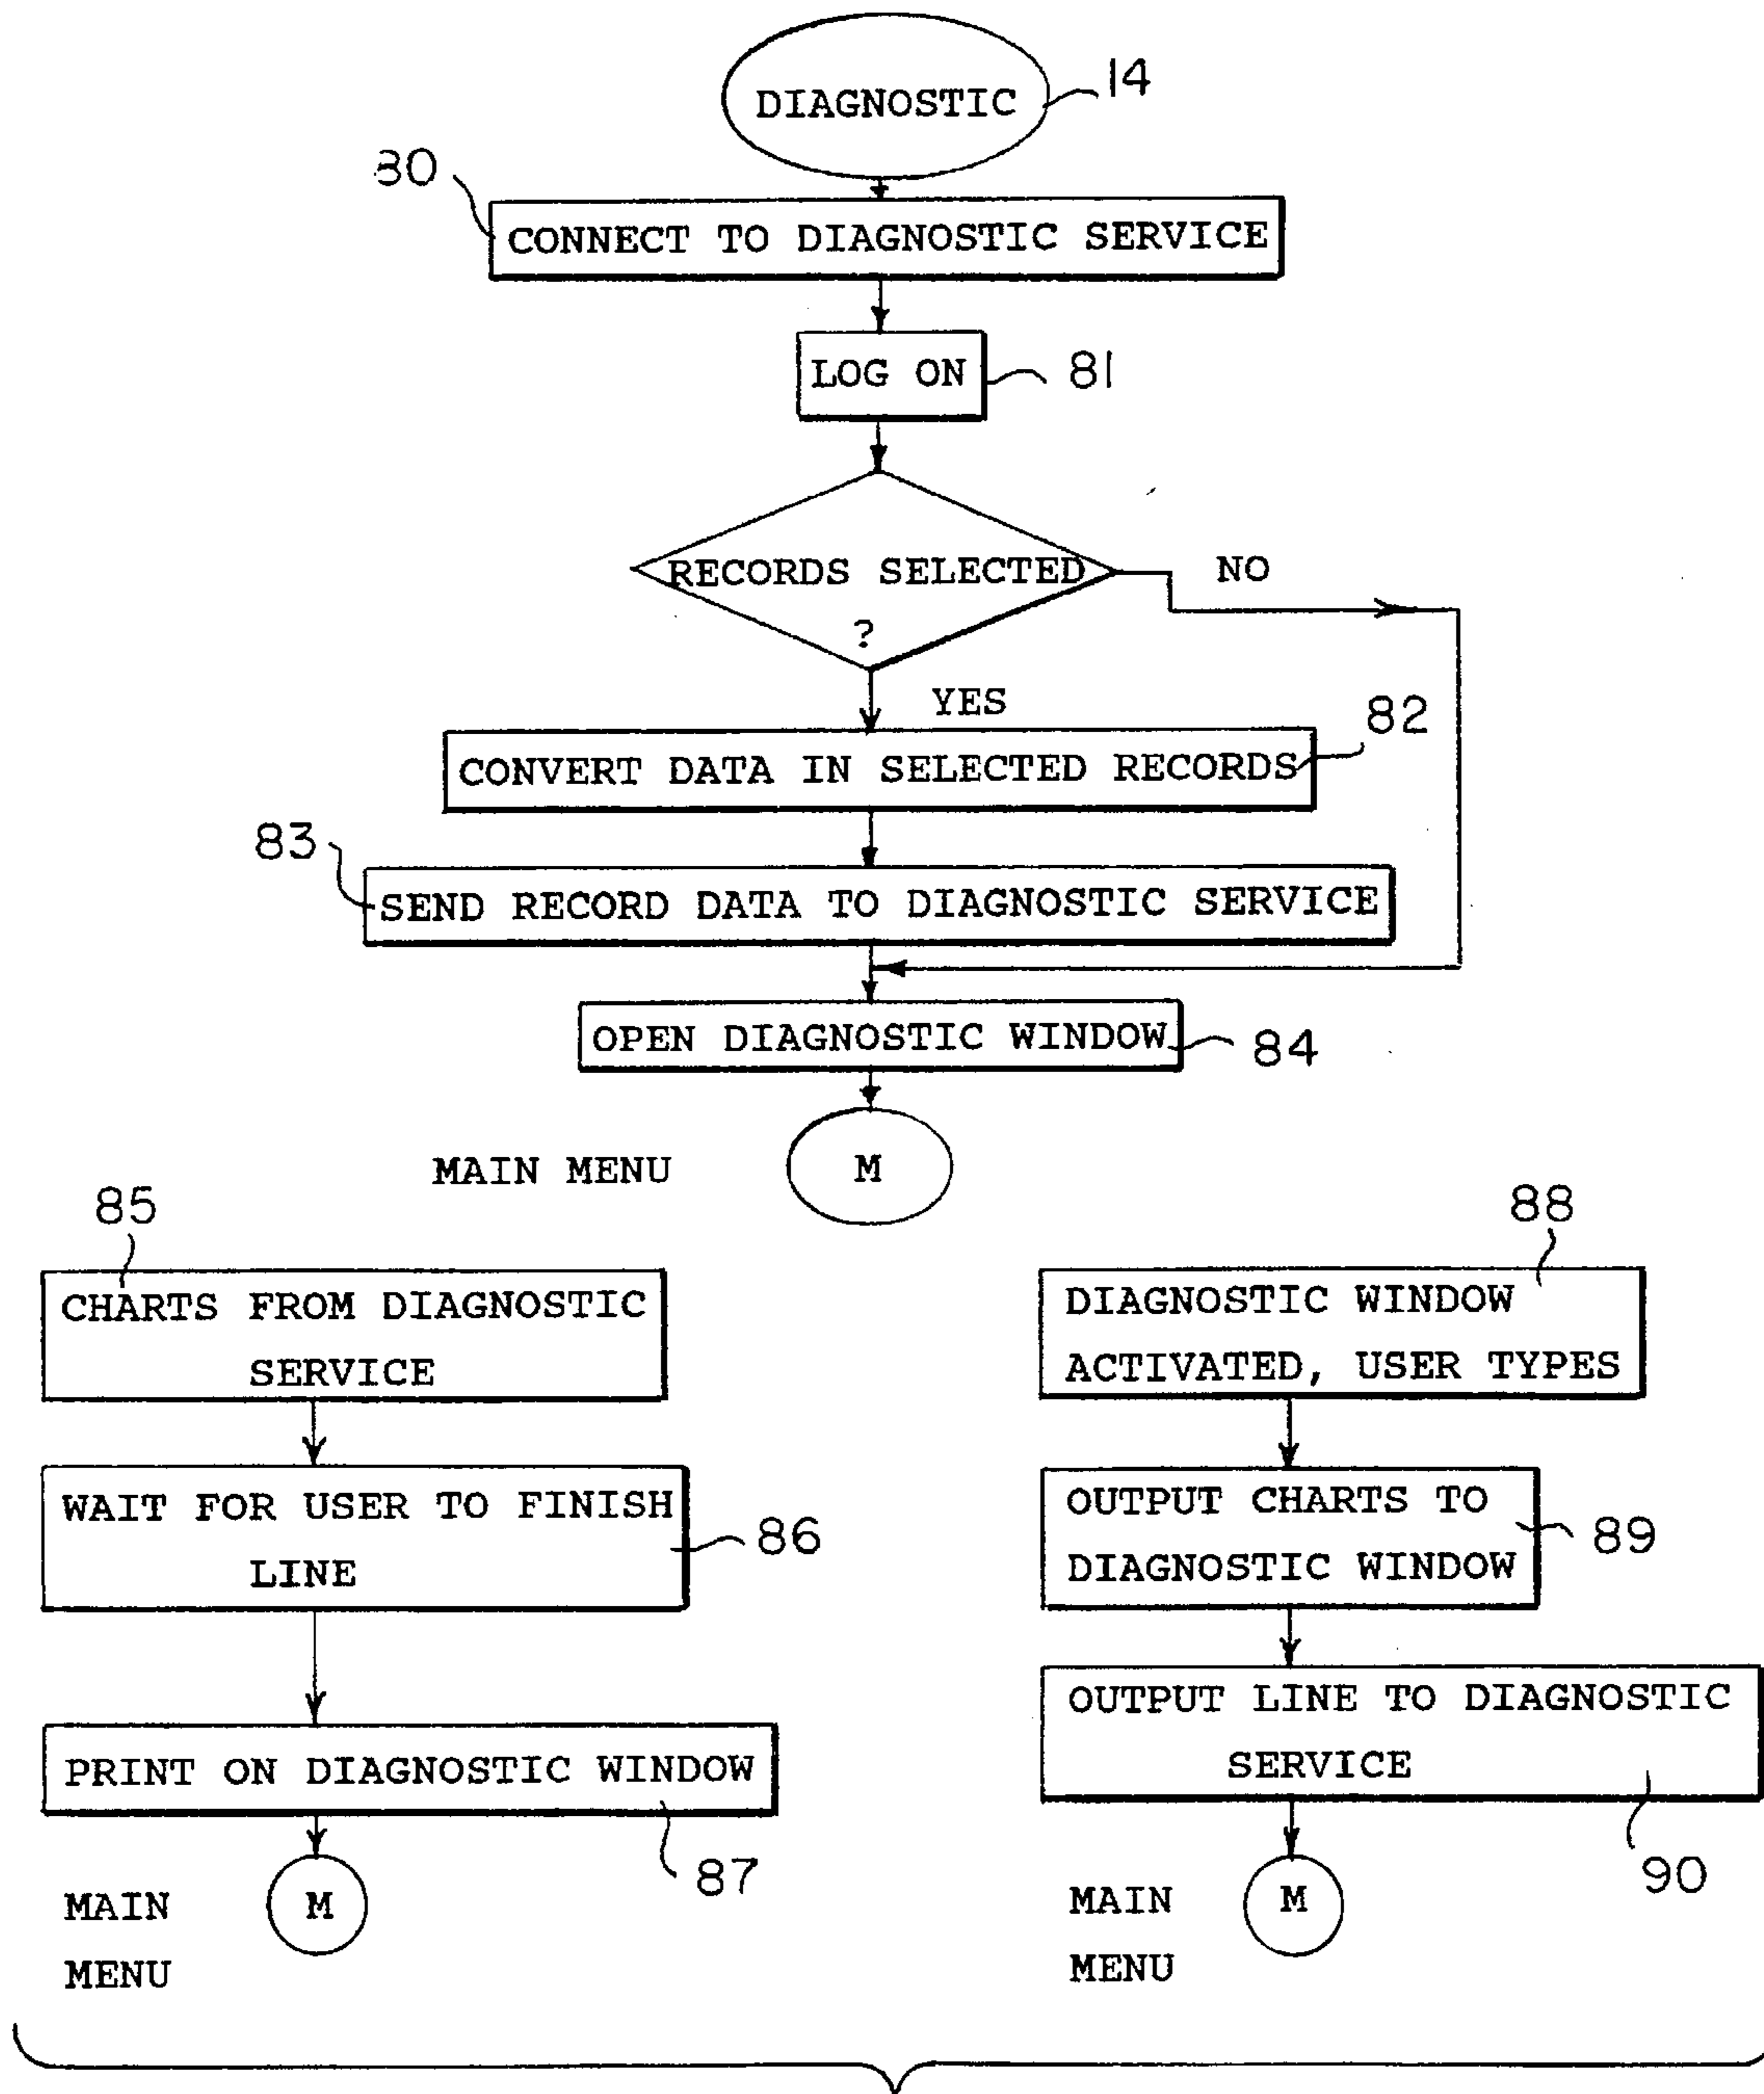 DIAGNOSTIC
14
80
CONNECT TO DIAGNOSTIC SERVICE
LOG ON
81
RECORDS SELECTED
?
NO
YES
82
CONVERT DATA IN SELECTED RECORDS
83
SEND RECORD DATA TO DIAGNOSTIC SERVICE
OPEN DIAGNOSTIC WINDOW
84
MAIN MENU
M
85
CHARTS FROM DIAGNOSTIC
SERVICE
WAIT FOR USER TO FINISH
LINE
86
PRINT ON DIAGNOSTIC WINDOW
87
MAIN
MENU
M
88
DIAGNOSTIC WINDOW
ACTIVATED, USER TYPES
OUTPUT CHARTS TO
DIAGNOSTIC WINDOW
89
OUTPUT LINE TO DIAGNOSTIC
SERVICE
90
MAIN
MENU
M